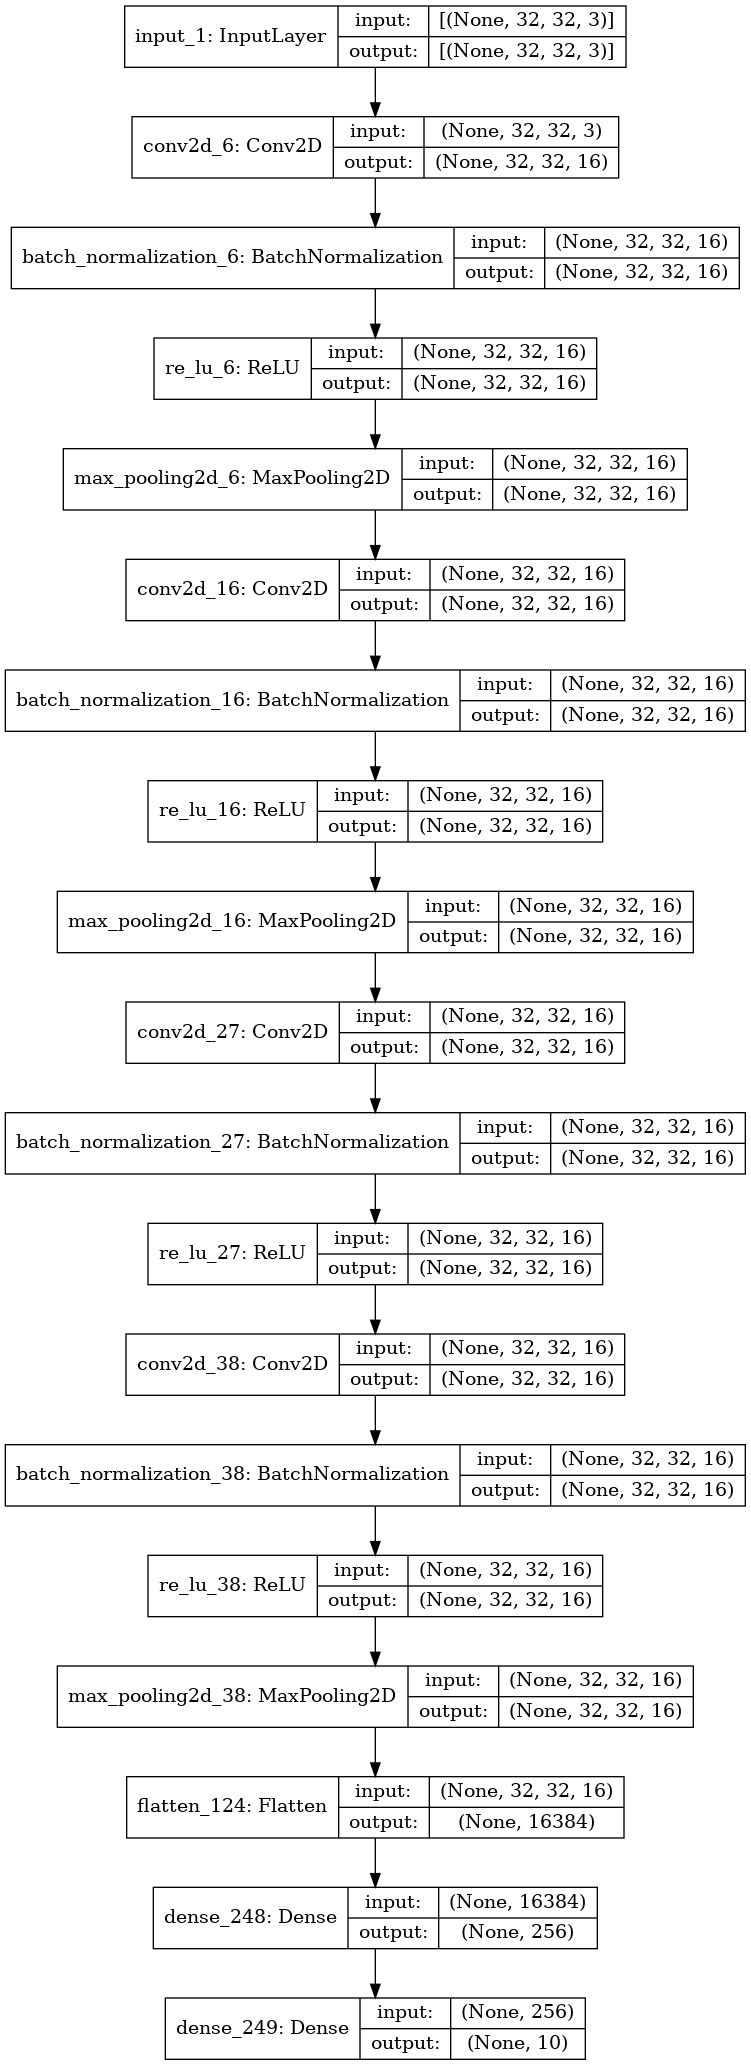 input_1: InputLayer input: [(None, 32, 32, 3)]
output: [(None, 32, 32, 3)]
conv2d_6: Conv2D input: (None, 32, 32, 3)
output: (None, 32, 32, 16)
batch_normalization_6: BatchNormalization input: (None, 32, 32, 16)
output: (None, 32, 32, 16)
re_lu_6: ReLU input: (None, 32, 32, 16)
output: (None, 32, 32, 16)
max_pooling2d_6: MaxPooling2D input: (None, 32, 32, 16)
output: (None, 32, 32, 16)
conv2d_16: Conv2D input: (None, 32, 32, 16)
output: (None, 32, 32, 16)
batch_normalization_16: BatchNormalization input: (None, 32, 32, 16)
output: (None, 32, 32, 16)
re_lu_16: ReLU input: (None, 32, 32, 16)
output: (None, 32, 32, 16)
max_pooling2d_16: MaxPooling2D input: (None, 32, 32, 16)
output: (None, 32, 32, 16)
conv2d_27: Conv2D input: (None, 32, 32, 16)
output: (None, 32, 32, 16)
batch_normalization_27: BatchNormalization input: (None, 32, 32, 16)
output: (None, 32, 32, 16)
re_lu_27: ReLU input: (None, 32, 32, 16)
output: (None, 32, 32, 16)
conv2d_38: Conv2D input: (None, 32, 32, 16)
output: (None, 32, 32, 16)
batch_normalization_38: BatchNormalization input: (None, 32, 32, 16)
output: (None, 32, 32, 16)
re_lu_38: ReLU input: (None, 32, 32, 16)
output: (None, 32, 32, 16)
max_pooling2d_38: MaxPooling2D input: (None, 32, 32, 16)
output: (None, 32, 32, 16)
flatten_124: Flatten input: (None, 32, 32, 16)
output: (None, 16384)
dense_248: Dense input: (None, 16384)
output: (None, 256)
dense_249: Dense input: (None, 256)
output: (None, 10)